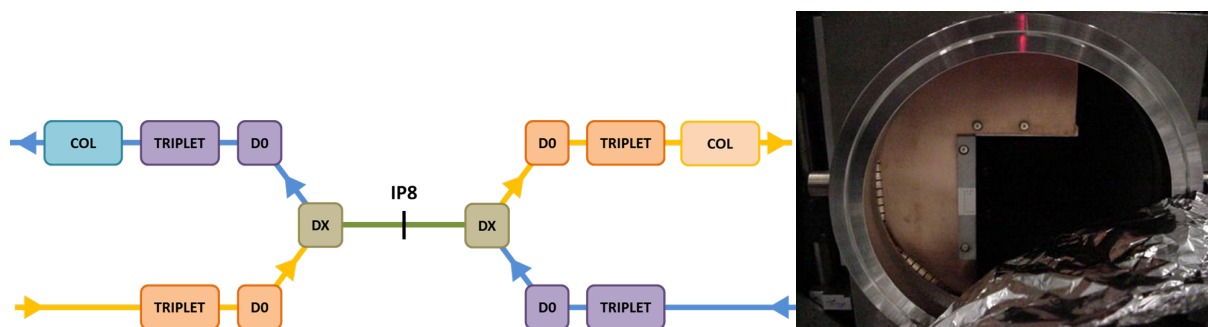 IP8
COL TRIPLET D0 D0 TRIPLET COL
DX DX
TRIPLET D0 D0 TRIPLET